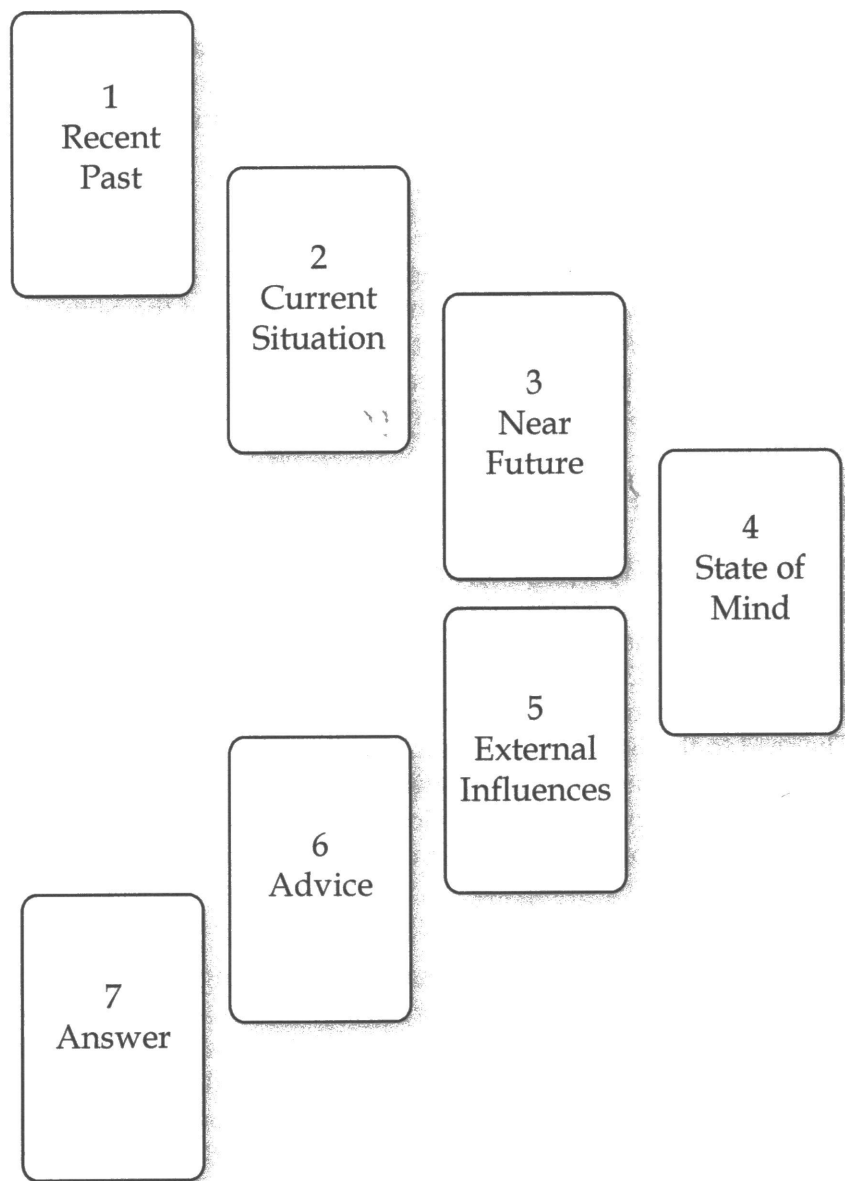 1
Recent
Past
2
Current
Situation
3
Near
Future
4
State of
Mind
5
External
Influences
6
Advice
7
Answer